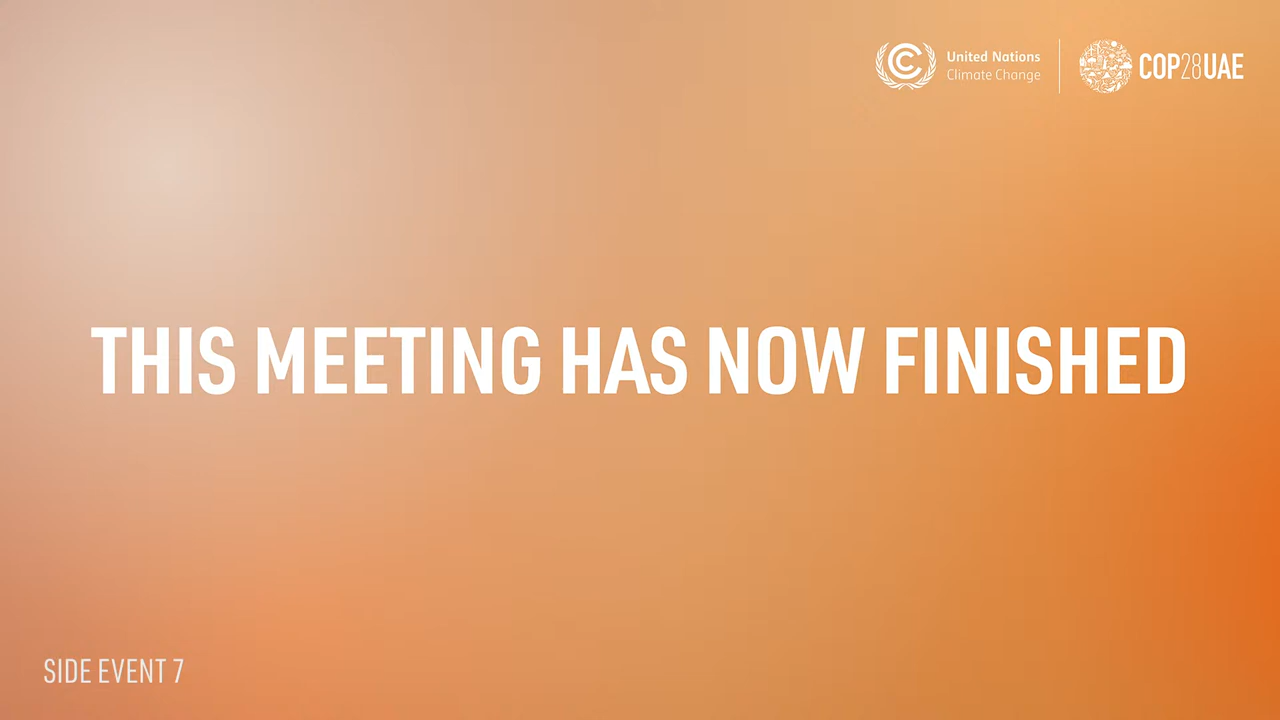 United Nations
Climate Change
COP28UAE
THIS MEETING HAS NOW FINISHED
SIDE EVENT 7